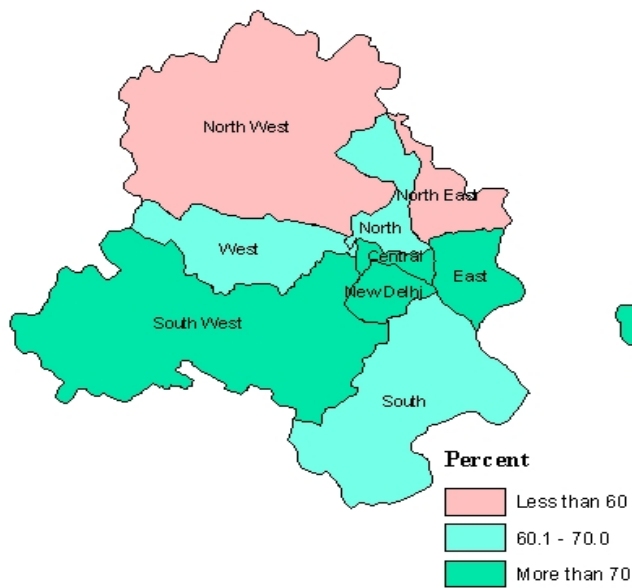 North West
North East
North
West
Central
East
New Delhi
South West
South
Percent
Less than 60
60.1 - 70.0
More than 70